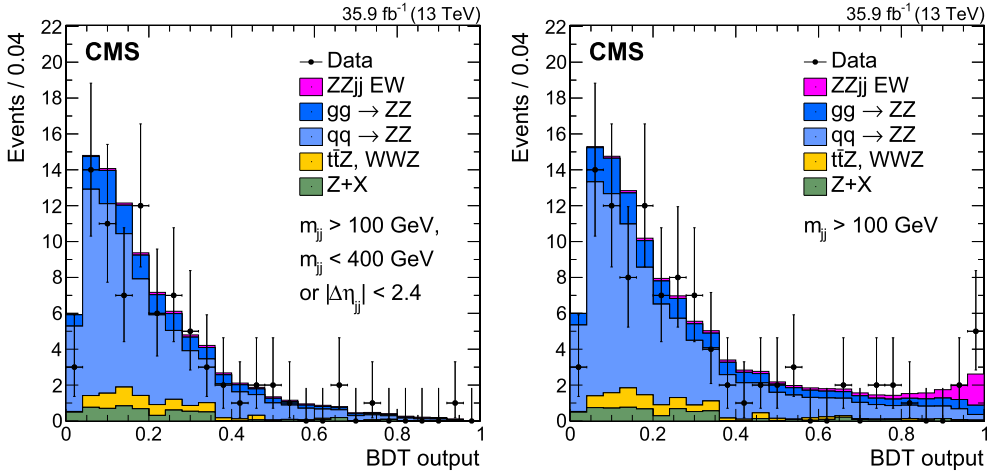 35.9 fb⁻¹ (13 TeV)
Events / 0.04
22
20
18
16
14
12
10
8
6
4
2
0
CMS
Data
ZZjj EW
gg → ZZ
qq → ZZ
tt̄Z, WWZ
Z+X
m_jj > 100 GeV,
m_jj < 400 GeV
or |Δη_jj| < 2.4
0 0.2 0.4 0.6 0.8 1
BDT output
35.9 fb⁻¹ (13 TeV)
Events / 0.04
22
20
18
16
14
12
10
8
6
4
2
0
CMS
Data
ZZjj EW
gg → ZZ
qq → ZZ
tt̄Z, WWZ
Z+X
m_jj > 100 GeV
0 0.2 0.4 0.6 0.8 1
BDT output